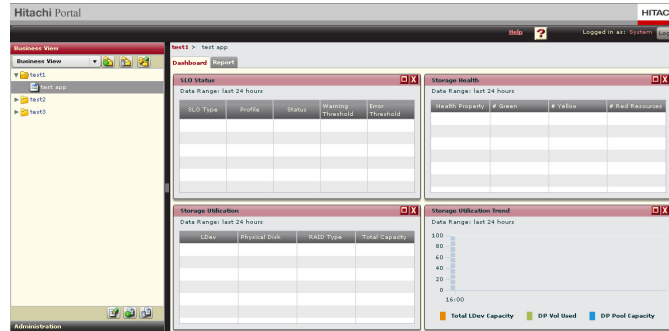 Hitachi Portal
HITAC
Help
?
Logged in as: System
Log
Business View
Business View
test1
test app
test2
test3
Administration
test1 > test app
Dashboard Report
SLO Status
X
Data Range: last 24 hours
SLO Type Profile Status Warning Threshold Error Threshold
Storage Health
X
Data Range: last 24 hours
Health Property # Green # Yellow # Red Resources
Storage Utilization
X
Data Range: last 24 hours
LDev Physical Disk RAID Type Total Capacity
Storage Utilization Trend
X
Data Range: last 24 hours
100
80
60
40
20
0
16:00
Total LDev Capacity DP Vol Used DP Pool Capacity